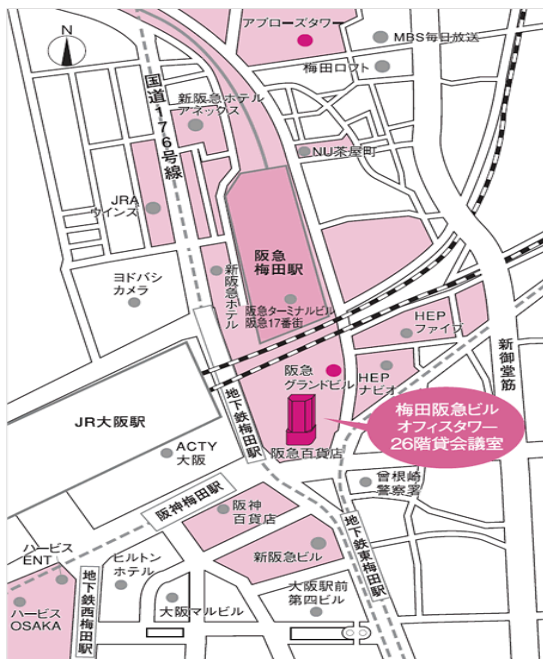 アプローズタワー
N
MBS毎日放送
梅田ロフト
国道176号線
新阪急ホテル
アネックス
NU茶屋町
JRA
ウインズ
阪急
梅田駅
新阪急ホテル
ヨドバシ
カメラ
阪急ターミナルビル
阪急17番街
HEP
ファイブ
新御堂筋
阪急
グランドビル
HEP
ナビオ
地下鉄梅田駅
JR大阪駅
梅田阪急ビル
オフィスタワー
26階貸会議室
ACTY
大阪
阪急百貨店
曾根崎
警察署
阪神梅田駅
阪神
百貨店
地下鉄東梅田駅
新阪急ビル
ハービス
ENT
ヒルトン
ホテル
地下鉄西梅田駅
大阪駅前
第四ビル
大阪マルビル
ハービス
OSAKA